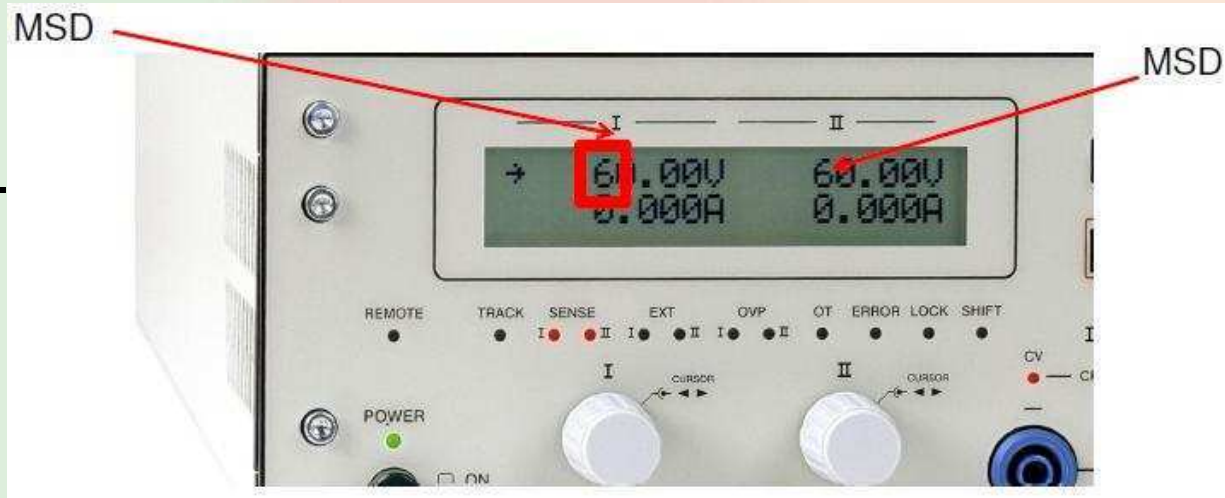 MSD
MSD
I II
→ 60.00V 60.00V
0.000A 0.000A
REMOTE TRACK SENSE EXT OVP OT ERROR LOCK SHIFT
I II I II I II
I II
CURSOR CURSOR
CV
POWER
ON